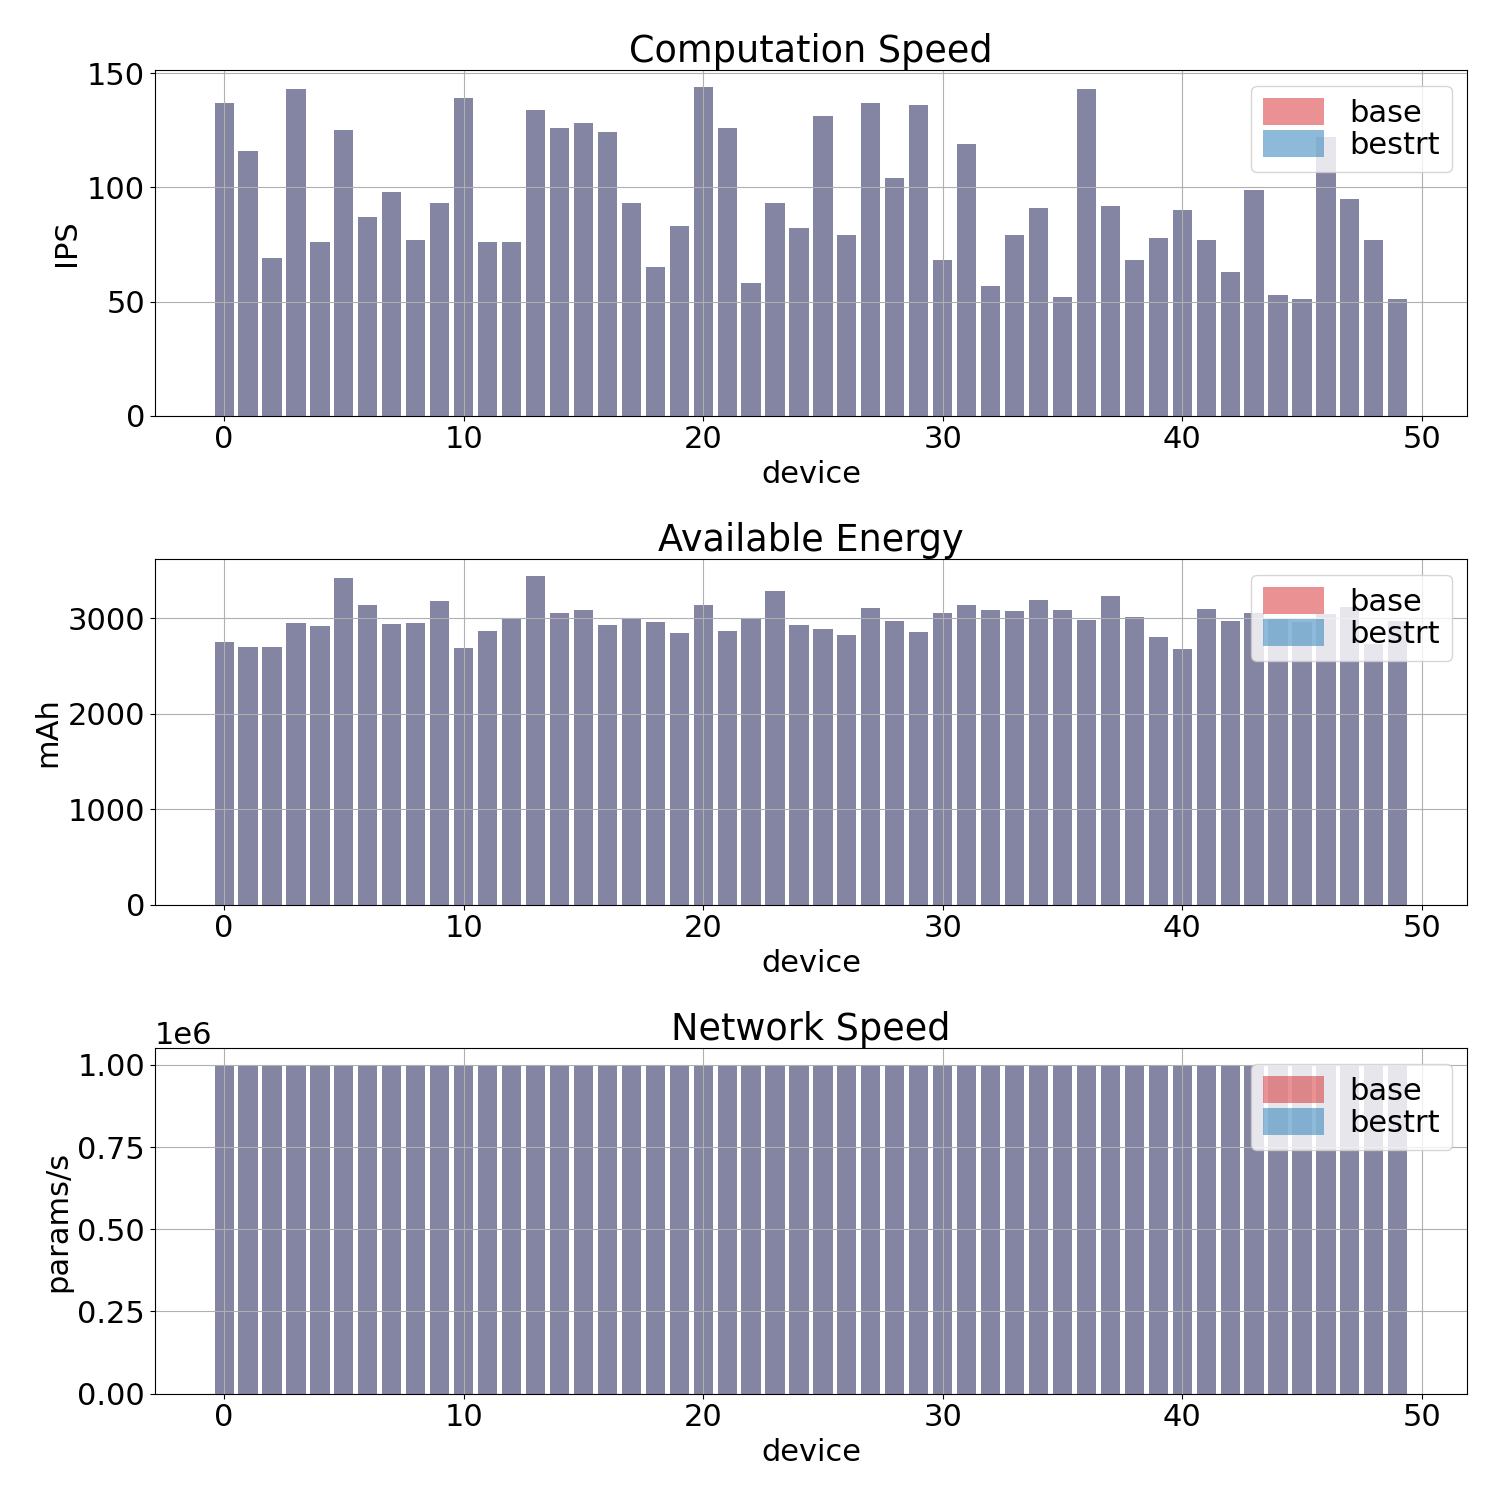 Computation Speed
150
100
50
0
IPS
base
bestrt
0 10 20 30 40 50
device
Available Energy
3000
2000
1000
0
mAh
base
bestrt
0 10 20 30 40 50
device
Network Speed
1e6
1.00
0.75
0.50
0.25
0.00
params/s
base
bestrt
0 10 20 30 40 50
device